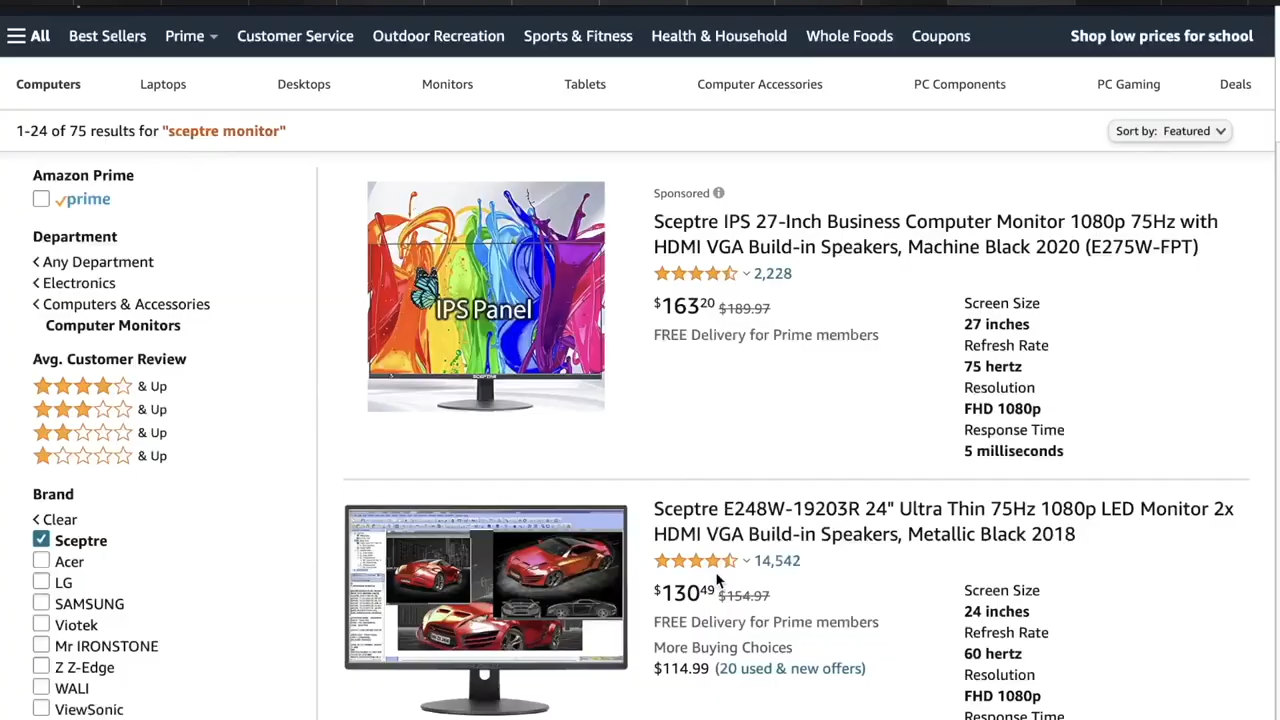 All
Best Sellers
Prime
Customer Service
Outdoor Recreation
Sports & Fitness
Health & Household
Whole Foods
Coupons
Shop low prices for school
Computers
Laptops
Desktops
Monitors
Tablets
Computer Accessories
PC Components
PC Gaming
Deals
1-24 of 75 results for "sceptre monitor"
Sort by: Featured
Amazon Prime
prime
Department
Any Department
Electronics
Computers & Accessories
Computer Monitors
Avg. Customer Review
& Up
& Up
& Up
& Up
Brand
Clear
Sceptre
Acer
LG
SAMSUNG
Viotek
Mr IRONSTONE
Z Z-Edge
WALI
ViewSonic
IPS Panel
SCEPTRE
Sponsored
Sceptre IPS 27-Inch Business Computer Monitor 1080p 75Hz with
HDMI VGA Build-in Speakers, Machine Black 2020 (E275W-FPT)
2,228
$163.20 $189.97
FREE Delivery for Prime members
Screen Size
27 inches
Refresh Rate
75 hertz
Resolution
FHD 1080p
Response Time
5 milliseconds
Sceptre E248W-19203R 24" Ultra Thin 75Hz 1080p LED Monitor 2x
HDMI VGA Build-in Speakers, Metallic Black 2018
14,542
$130.49 $154.97
FREE Delivery for Prime members
More Buying Choices
$114.99 (20 used & new offers)
Screen Size
24 inches
Refresh Rate
60 hertz
Resolution
FHD 1080p
Response Time